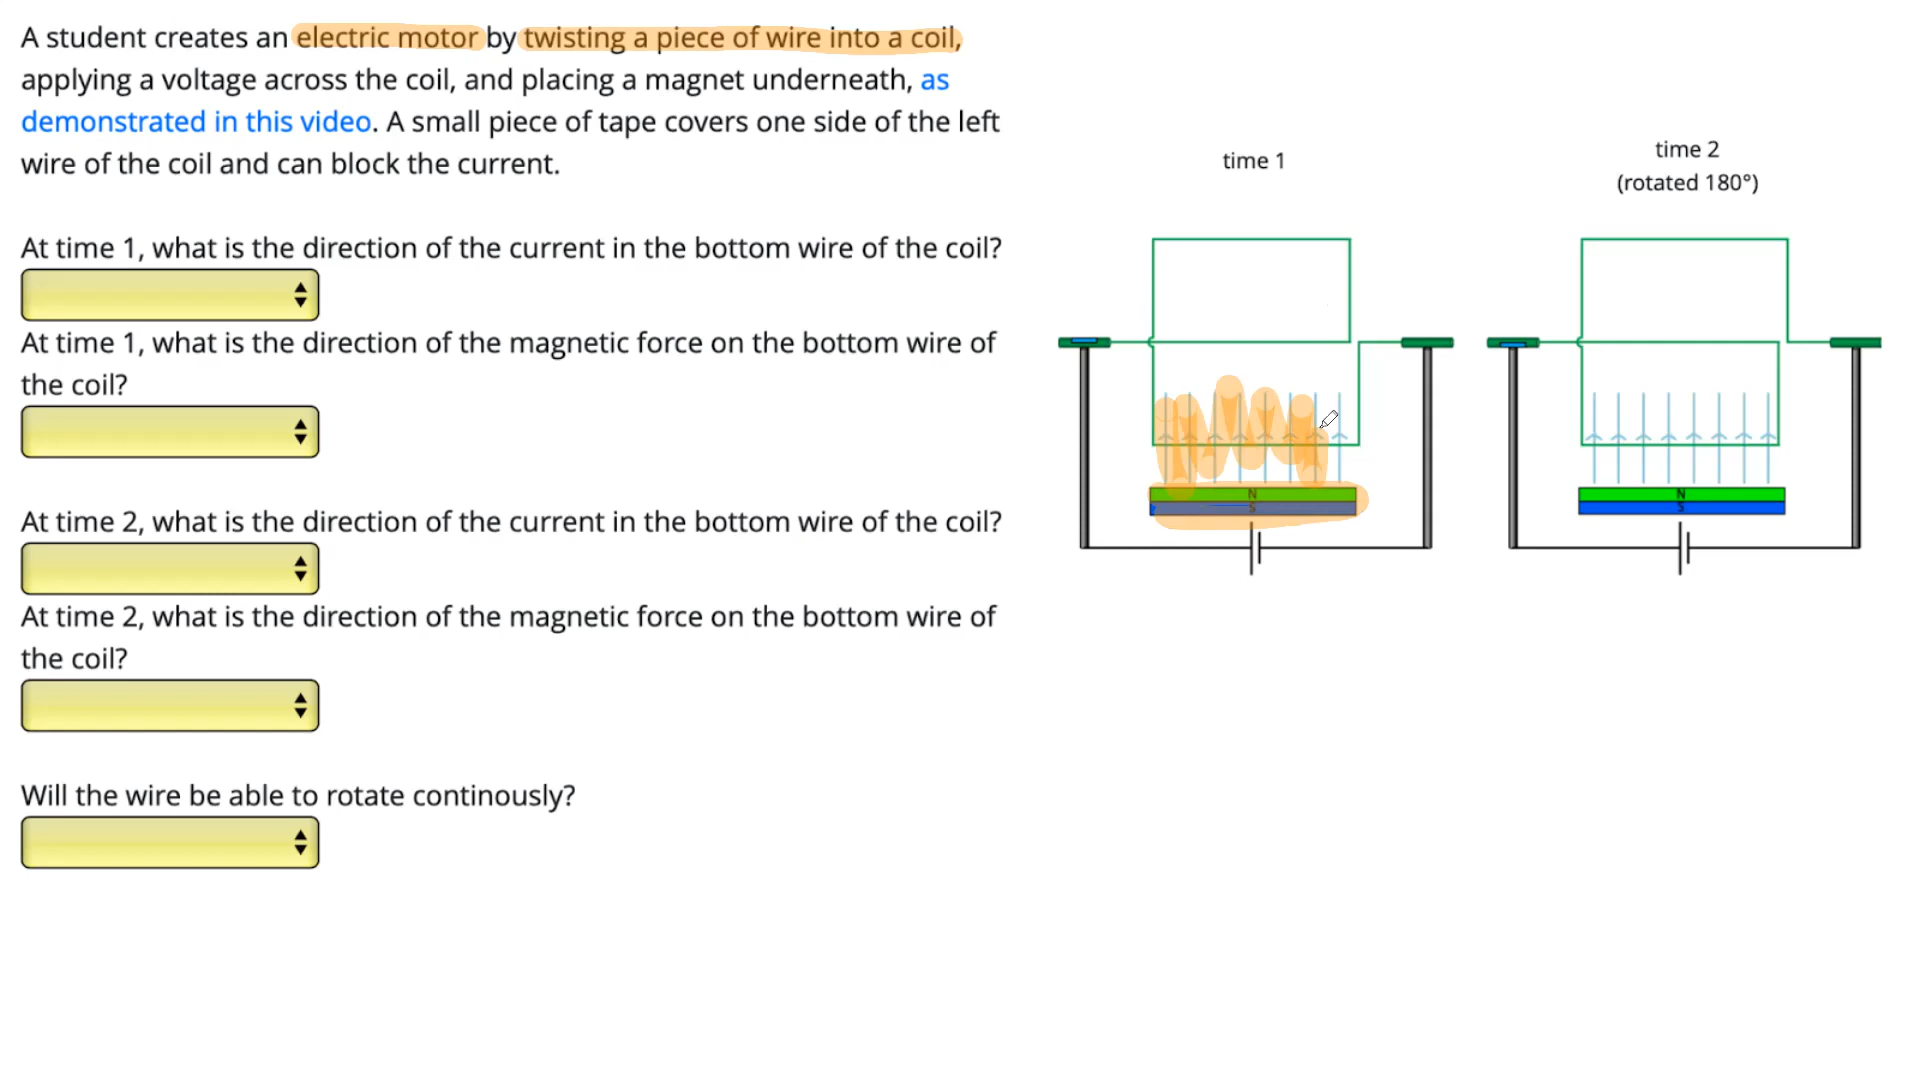 A student creates an electric motor by twisting a piece of wire into a coil,
applying a voltage across the coil, and placing a magnet underneath, as
demonstrated in this video. A small piece of tape covers one side of the left
wire of the coil and can block the current.
At time 1, what is the direction of the current in the bottom wire of the coil?
At time 1, what is the direction of the magnetic force on the bottom wire of
the coil?
At time 2, what is the direction of the current in the bottom wire of the coil?
At time 2, what is the direction of the magnetic force on the bottom wire of
the coil?
Will the wire be able to rotate continously?
time 1
N
S
time 2
(rotated 180°)
N
S